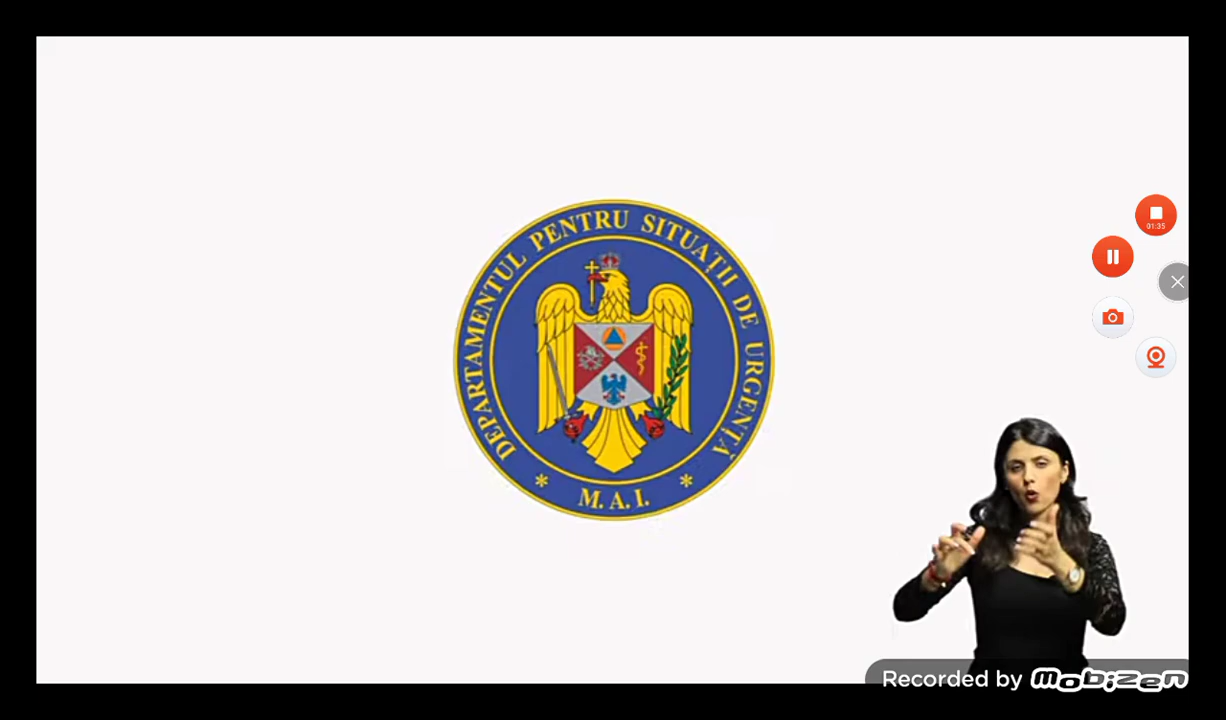 DEPARTAMENTUL PENTRU SITUAȚII DE URGENȚĂ
* M.A.I. *
01:35
Recorded by mobizen